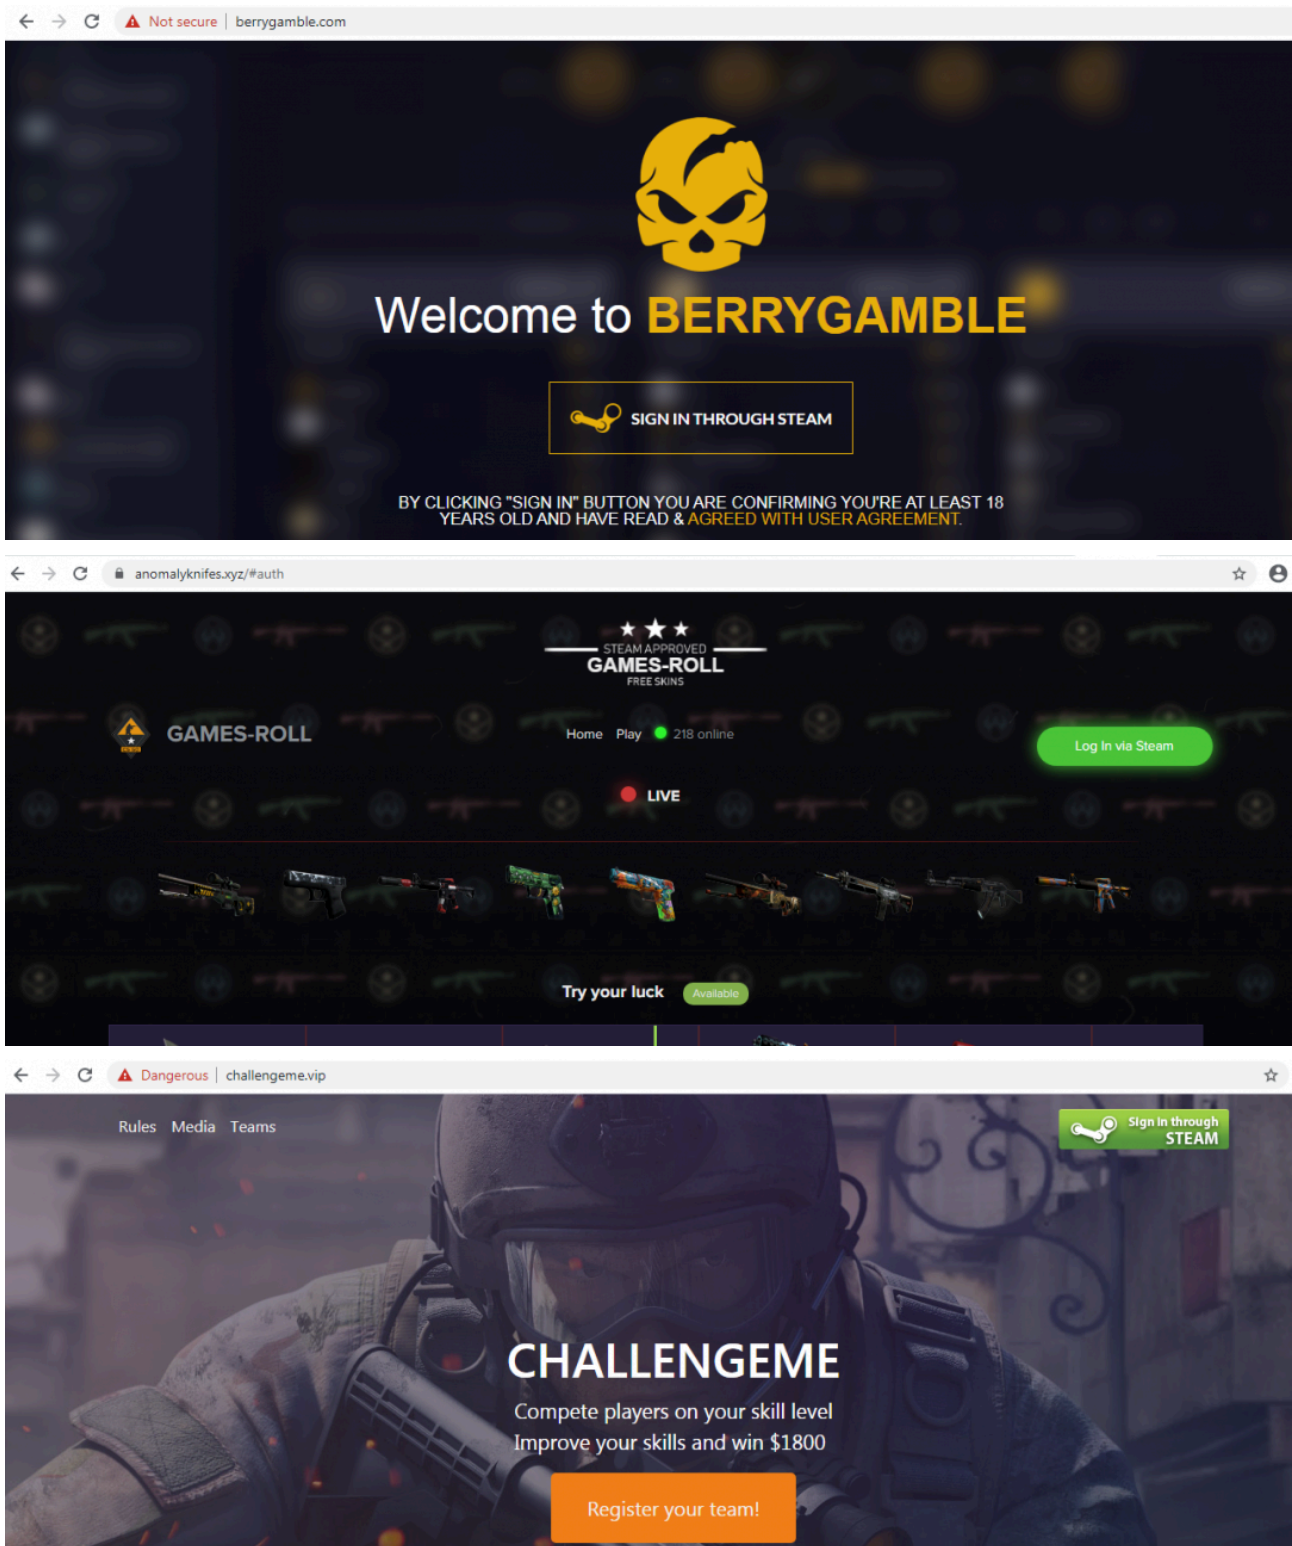 Not secure | berrygamble.com
Welcome to BERRYGAMBLE
SIGN IN THROUGH STEAM
BY CLICKING "SIGN IN" BUTTON YOU ARE CONFIRMING YOU'RE AT LEAST 18
YEARS OLD AND HAVE READ & AGREED WITH USER AGREEMENT.
anomalyknifes.xyz/#auth
STEAM APPROVED
GAMES-ROLL
FREE SKINS
GAMES-ROLL
Home Play 218 online
Log In via Steam
LIVE
Try your luck Available
Dangerous | challengeme.vip
Rules Media Teams
Sign in through
STEAM
CHALLENGEME
Compete players on your skill level
Improve your skills and win $1800
Register your team!